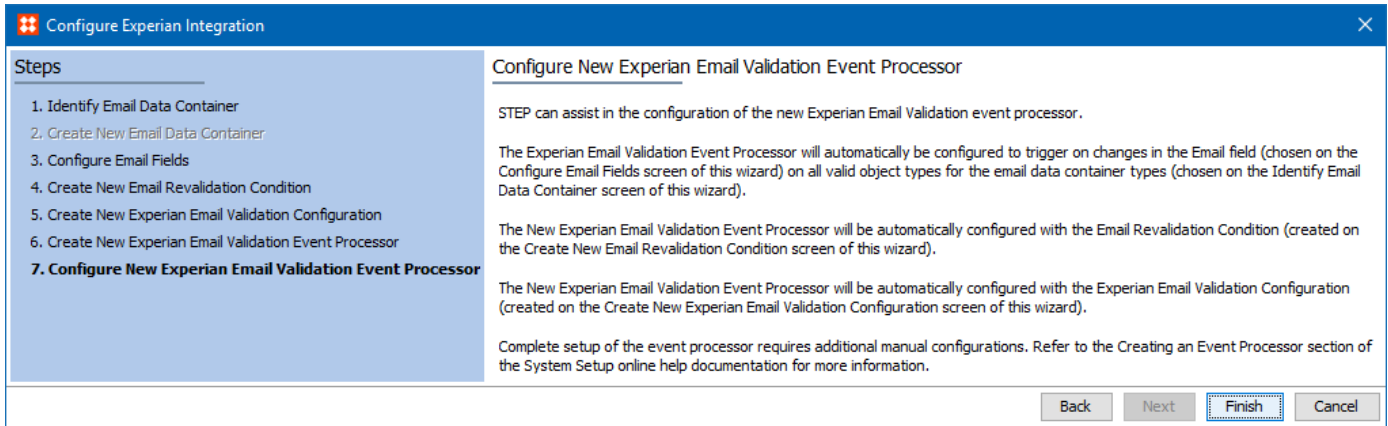 Configure Experian Integration
Steps
1. Identify Email Data Container
2. Create New Email Data Container
3. Configure Email Fields
4. Create New Email Revalidation Condition
5. Create New Experian Email Validation Configuration
6. Create New Experian Email Validation Event Processor
7. Configure New Experian Email Validation Event Processor
Configure New Experian Email Validation Event Processor
STEP can assist in the configuration of the new Experian Email Validation event processor.
The Experian Email Validation Event Processor will automatically be configured to trigger on changes in the Email field (chosen on the
Configure Email Fields screen of this wizard) on all valid object types for the email data container types (chosen on the Identify Email
Data Container screen of this wizard).
The New Experian Email Validation Event Processor will be automatically configured with the Email Revalidation Condition (created on
the Create New Email Revalidation Condition screen of this wizard).
The New Experian Email Validation Event Processor will be automatically configured with the Experian Email Validation Configuration
(created on the Create New Experian Email Validation Configuration screen of this wizard).
Complete setup of the event processor requires additional manual configurations. Refer to the Creating an Event Processor section of
the System Setup online help documentation for more information.
Back Next Finish Cancel